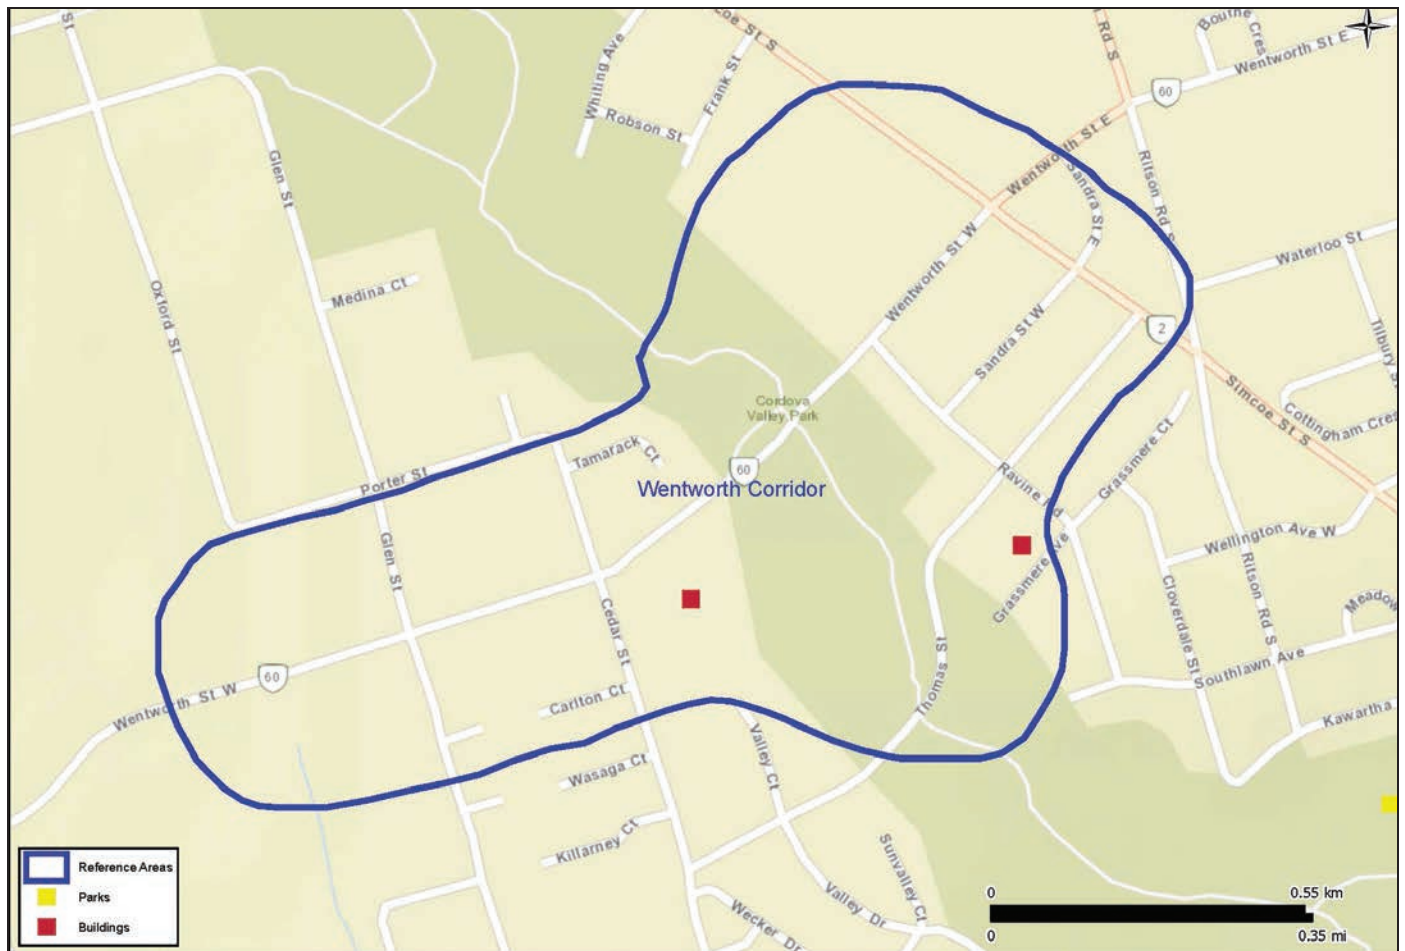 St
oe St S
Rd S
Bourne
Cres
Wentworth St E
60
Whiting Ave
Frank St
Robson St
Wentworth St E
Glen St
Sandra St E
Ritson Rd S
Waterloo St
Wentworth St W
Medina Ct
Oxford St
2
Tilbury S
Sandra St W
Simcoe St S
Cordova
Valley Park
Cottingham Cres
Tamarack Ct
Grassmere Ct
Porter St
60
Wentworth Corridor
Ravine Rd
Glen St
Wellington Ave W
Grassmere Ave
Ritson Rd S
Cloverdale St
Cedar St
Meadow
Thomas St
Southlawn Ave
60
Wentworth St W
Carlton Ct
Kawartha
Valley Ct
Wasaga Ct
Killarney Ct
Sunvalley Ct
Valley Dr
Wecker Dr
Reference Areas
Parks
Buildings
0 0.55 km
0 0.35 mi